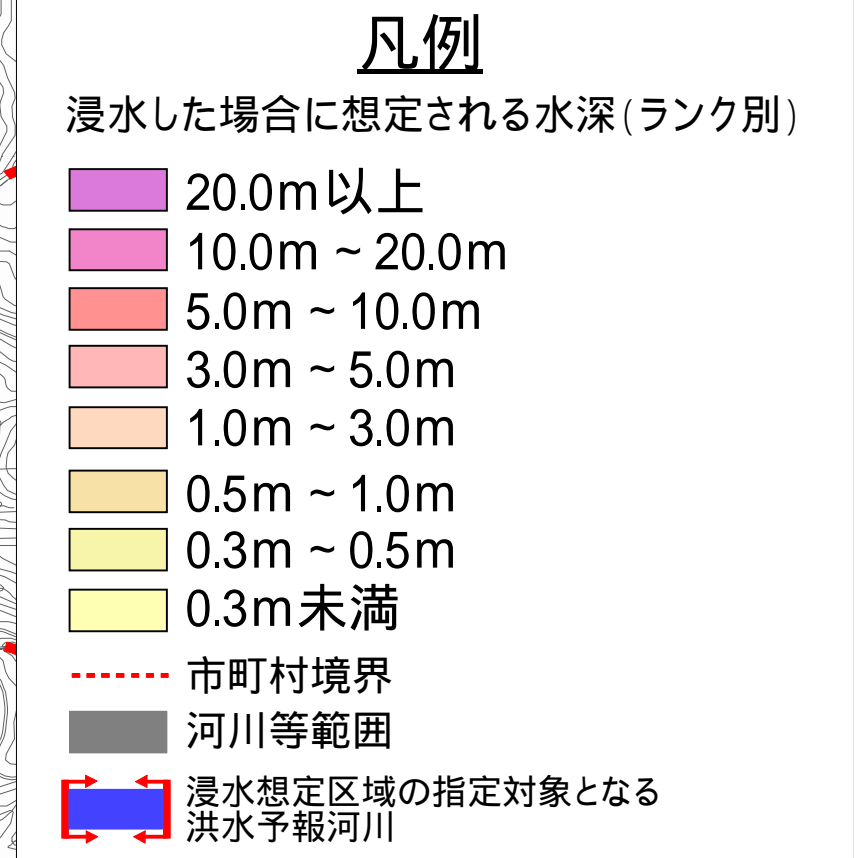 凡例
浸水した場合に想定される水深(ランク別)
20.0m以上
10.0m ~ 20.0m
5.0m ~ 10.0m
3.0m ~ 5.0m
1.0m ~ 3.0m
0.5m ~ 1.0m
0.3m ~ 0.5m
0.3m未満
市町村境界
河川等範囲
浸水想定区域の指定対象となる
洪水予報河川